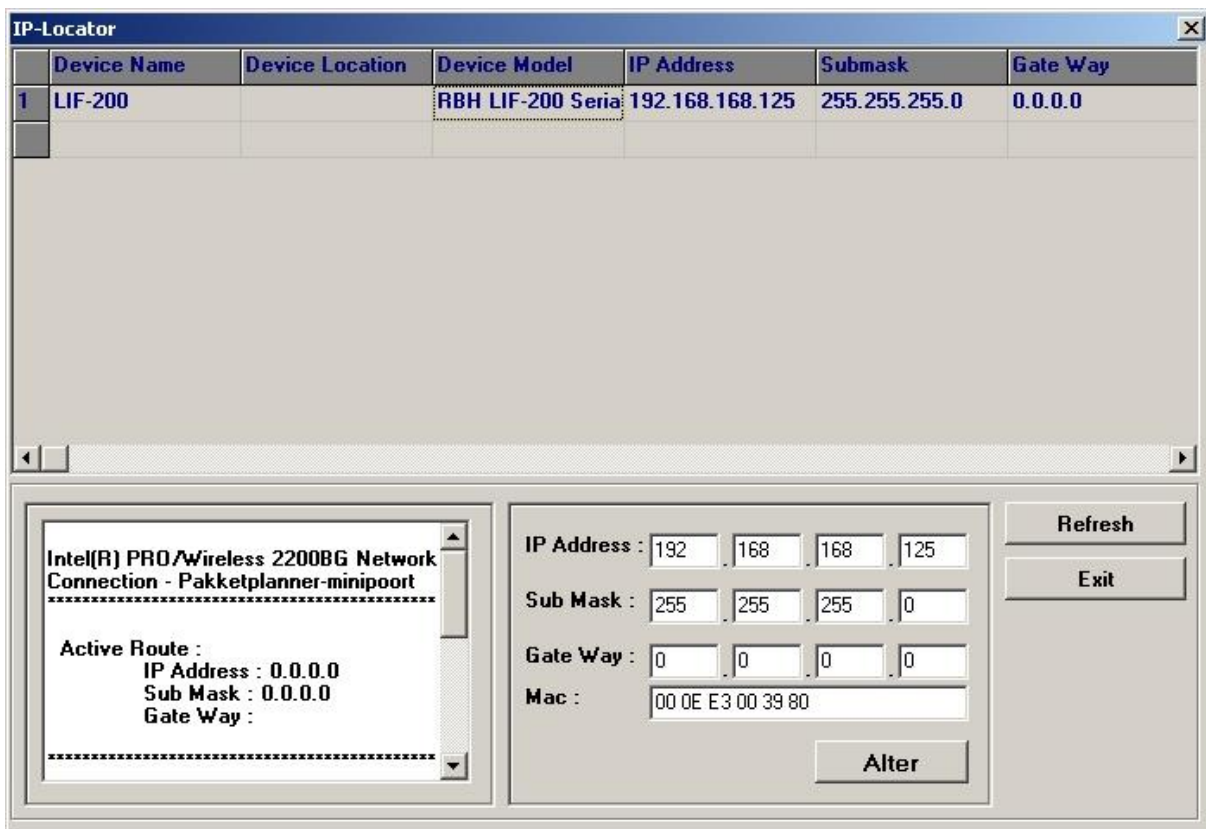 IP-Locator
Device Name Device Location Device Model IP Address Submask Gate Way
1 LIF-200 RBH LIF-200 Seria 192.168.168.125 255.255.255.0 0.0.0.0
Intel(R) PRO/Wireless 2200BG Network
Connection - Pakketplanner-minipoort
**********************************************
Active Route :
IP Address : 0.0.0.0
Sub Mask : 0.0.0.0
Gate Way :
**********************************************
IP Address : 192 . 168 . 168 . 125
Sub Mask : 255 . 255 . 255 . 0
Gate Way : 0 . 0 . 0 . 0
Mac : 00 0E E3 00 39 80
Alter
Refresh
Exit